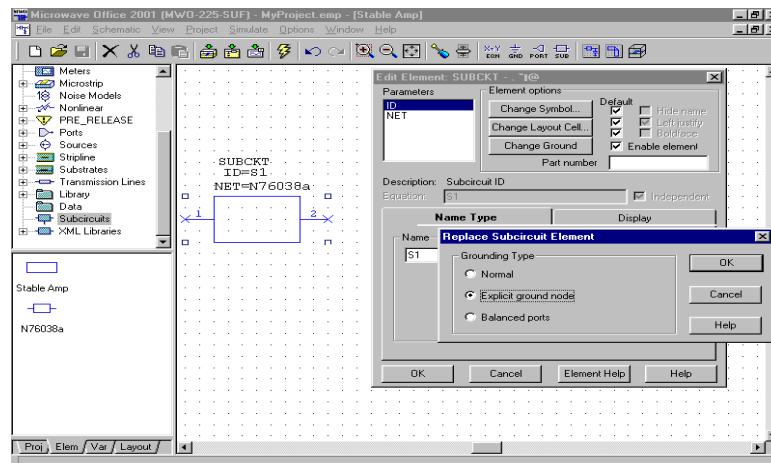 Microwave Office 2001 (MWO-225-SUF) - MyProject.emp - [Stable Amp]
File Edit Schematic View Project Simulate Options Window Help
X=Y
EQN
PORT
SUB
Meters
Microstrip
Noise Models
Nonlinear
PRE_RELEASE
Ports
Sources
Stripline
Substrates
Transmission Lines
Library
Data
Subcircuits
XML Libraries
Stable Amp
N76038a
Proj Elem Var Layout
SUBCKT
ID=S1
NET=N76038a
1 2
Edit Element: SUBCKT - . ~1@
Parameters
ID
NET
Element options
Change Symbol...
Change Layout Cell...
Change Ground
Default
Hide name
Left justify
Boldface
Enable element
Part number
Description: Subcircuit ID
Equation: S1 Independent
Name Type Display
Name
S1
Replace Subcircuit Element
Grounding Type
Normal
Explicit ground node
Balanced ports
OK
Cancel
Help
OK Cancel Element Help Help